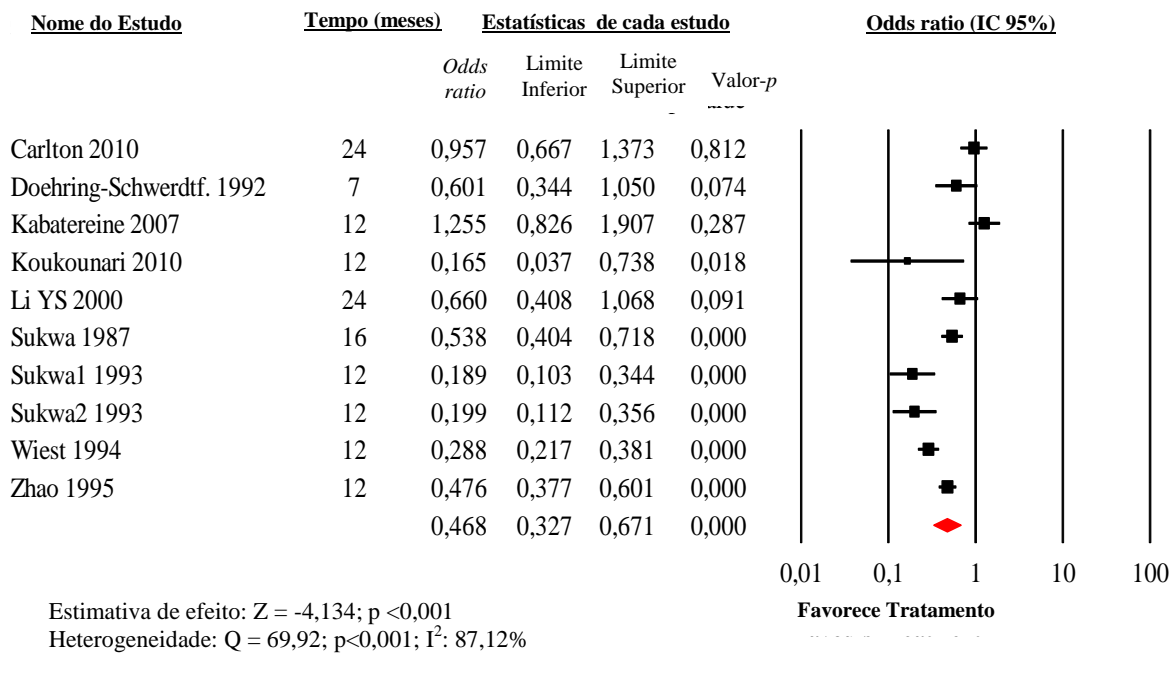 Nome do Estudo Tempo (meses) Estatísticas de cada estudo Odds ratio (IC 95%)
Odds ratio Limite Inferior Limite Superior Valor-p
Carlton 2010 24 0,957 0,667 1,373 0,812
Doehring-Schwerdtf. 1992 7 0,601 0,344 1,050 0,074
Kabatereine 2007 12 1,255 0,826 1,907 0,287
Koukounari 2010 12 0,165 0,037 0,738 0,018
Li YS 2000 24 0,660 0,408 1,068 0,091
Sukwa 1987 16 0,538 0,404 0,718 0,000
Sukwa1 1993 12 0,189 0,103 0,344 0,000
Sukwa2 1993 12 0,199 0,112 0,356 0,000
Wiest 1994 12 0,288 0,217 0,381 0,000
Zhao 1995 12 0,476 0,377 0,601 0,000
0,468 0,327 0,671 0,000
0,01 0,1 1 10 100
Estimativa de efeito: Z = -4,134; p <0,001 Favorece Tratamento
Heterogeneidade: Q = 69,92; p<0,001; I²: 87,12%